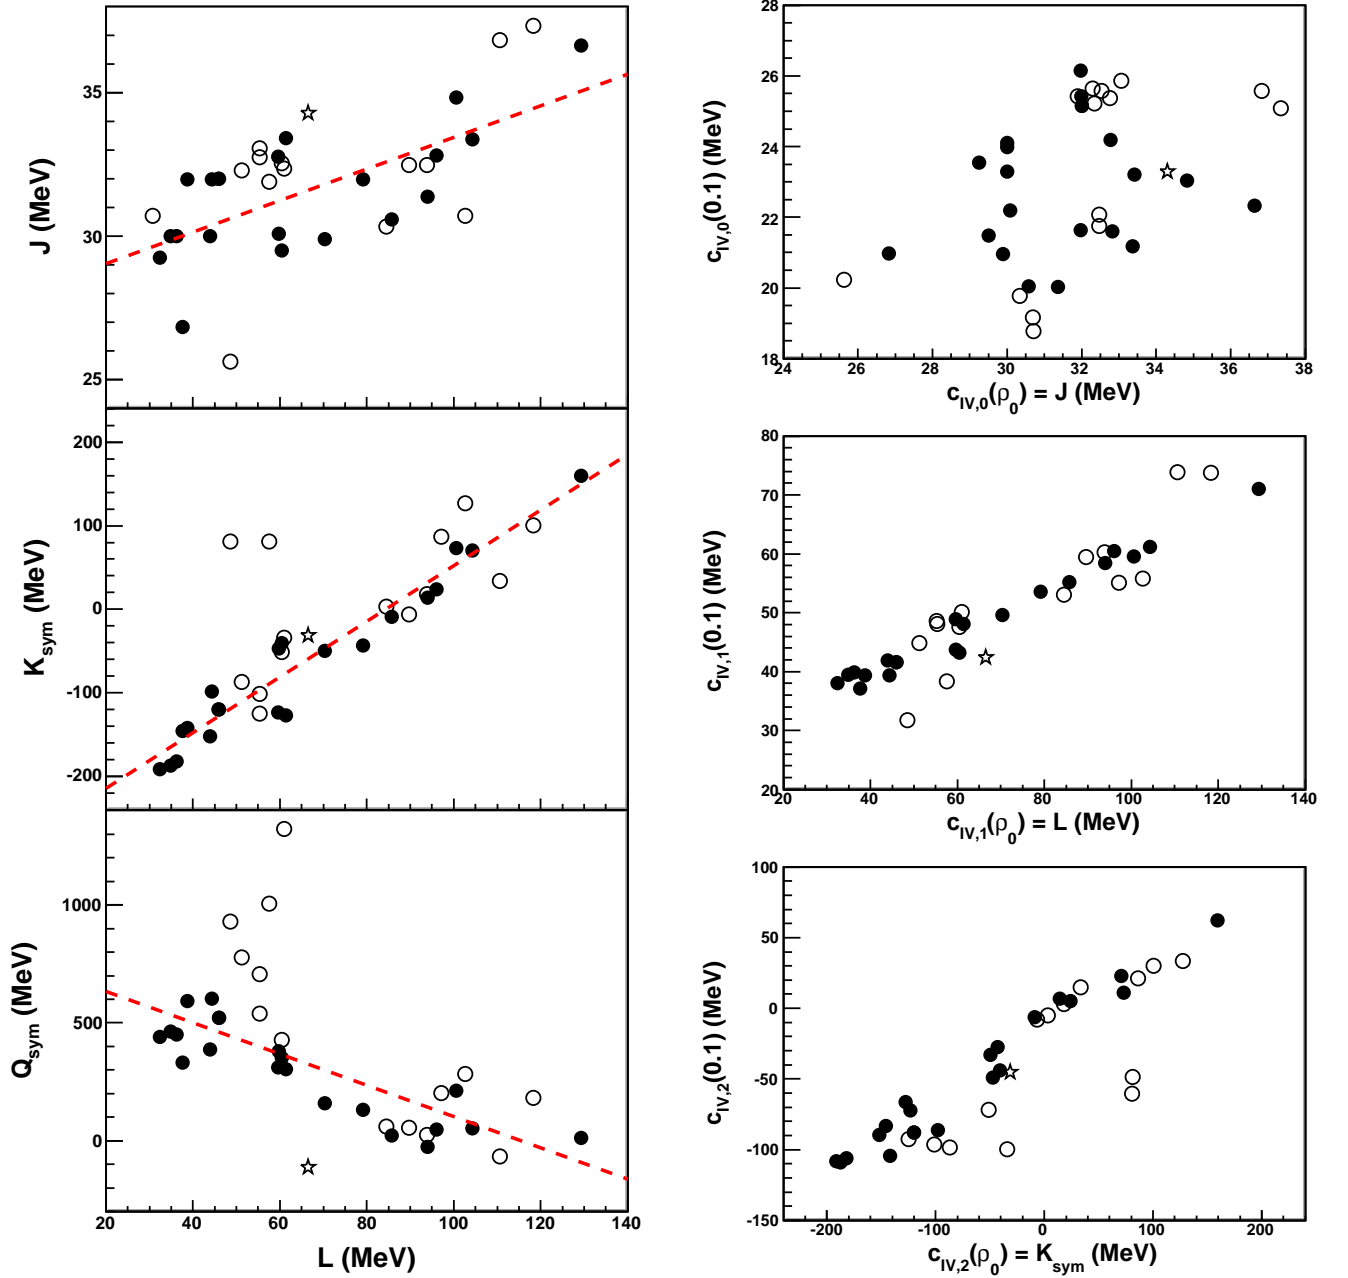 35
30
25
J (MeV)
200
100
0
-100
-200
K_sym (MeV)
1000
500
0
Q_sym (MeV)
20 40 60 80 100 120 140
L (MeV)
28
26
24
22
20
18
c_IV,0(0.1) (MeV)
24 26 28 30 32 34 36 38
c_IV,0(ρ_0) = J (MeV)
80
70
60
50
40
30
20
c_IV,1(0.1) (MeV)
20 40 60 80 100 120 140
c_IV,1(ρ_0) = L (MeV)
100
50
0
-50
-100
-150
c_IV,2(0.1) (MeV)
-200 -100 0 100 200
c_IV,2(ρ_0) = K_sym (MeV)